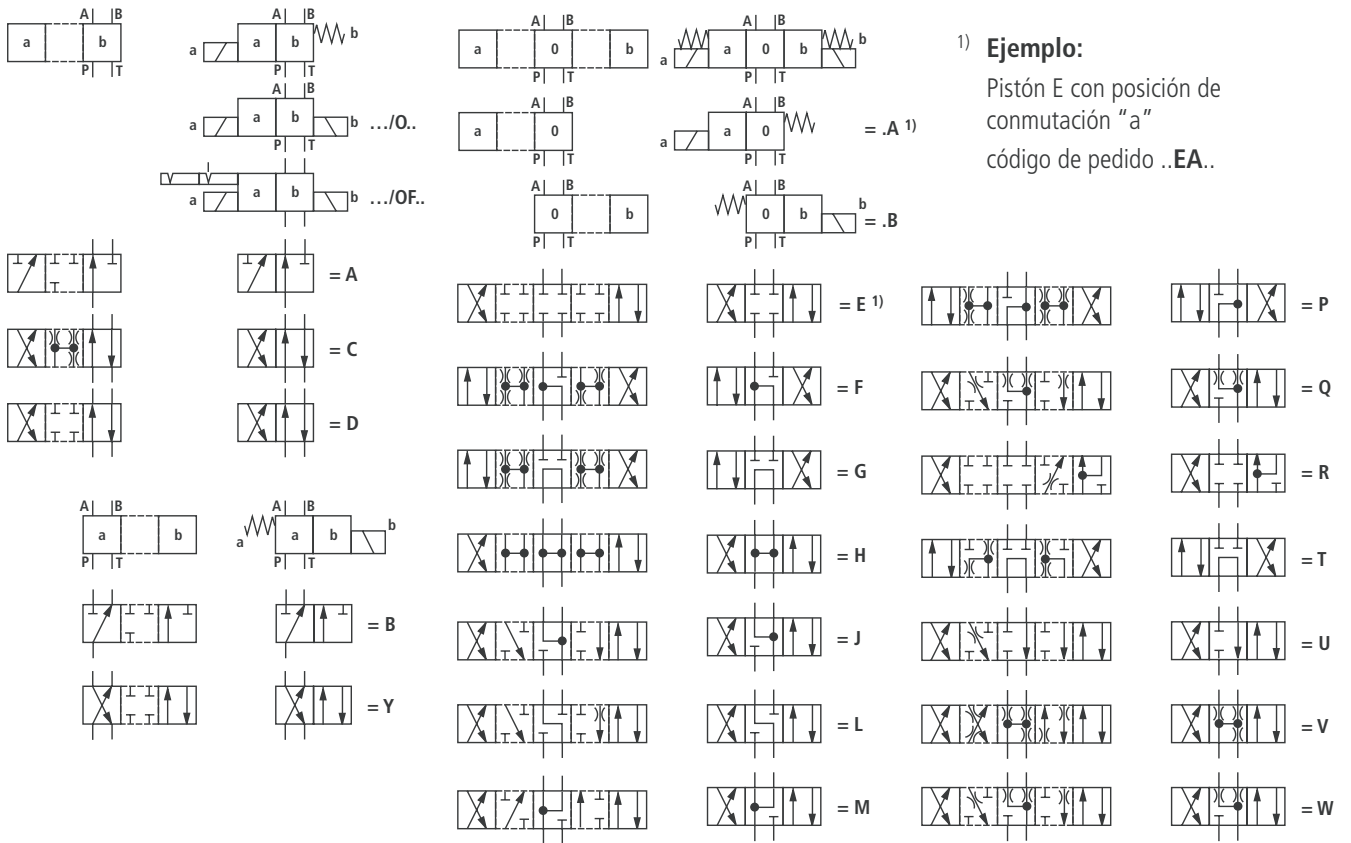 A B
a b
P T
A B
a a b b
P T
A B
a a b b .../O..
P T
I
a a b b .../OF..
= A
= C
= D
A B
a b
P T
A B
a a b b
P T
= B
= Y
A B
a 0 b
P T
A B
a a 0 b b
P T
A B
a 0
P T
A B
a a 0 = .A 1)
P T
A B
0 b
P T
A B
0 b b = .B
P T
= E 1)
= F
= G
= H
= J
= L
= M
1) Ejemplo:
Pistón E con posición de
conmutación “a”
código de pedido ..EA..
= P
= Q
= R
= T
= U
= V
= W